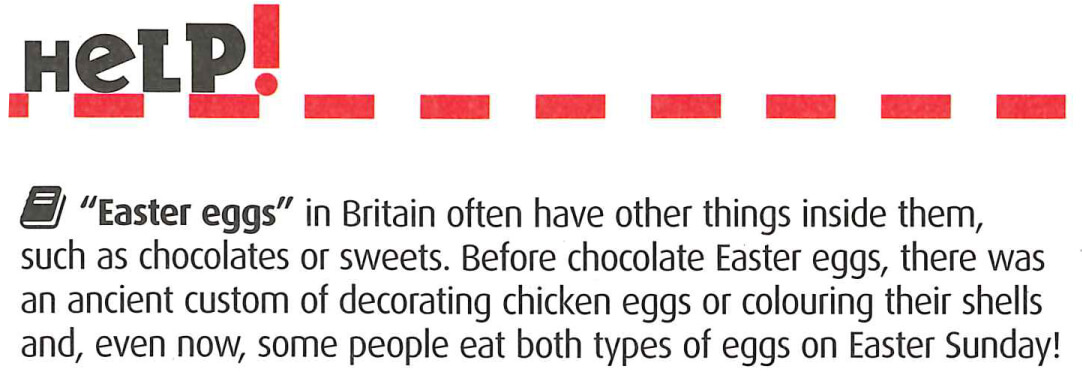 HELP!
"Easter eggs" in Britain often have other things inside them,
such as chocolates or sweets. Before chocolate Easter eggs, there was
an ancient custom of decorating chicken eggs or colouring their shells
and, even now, some people eat both types of eggs on Easter Sunday!